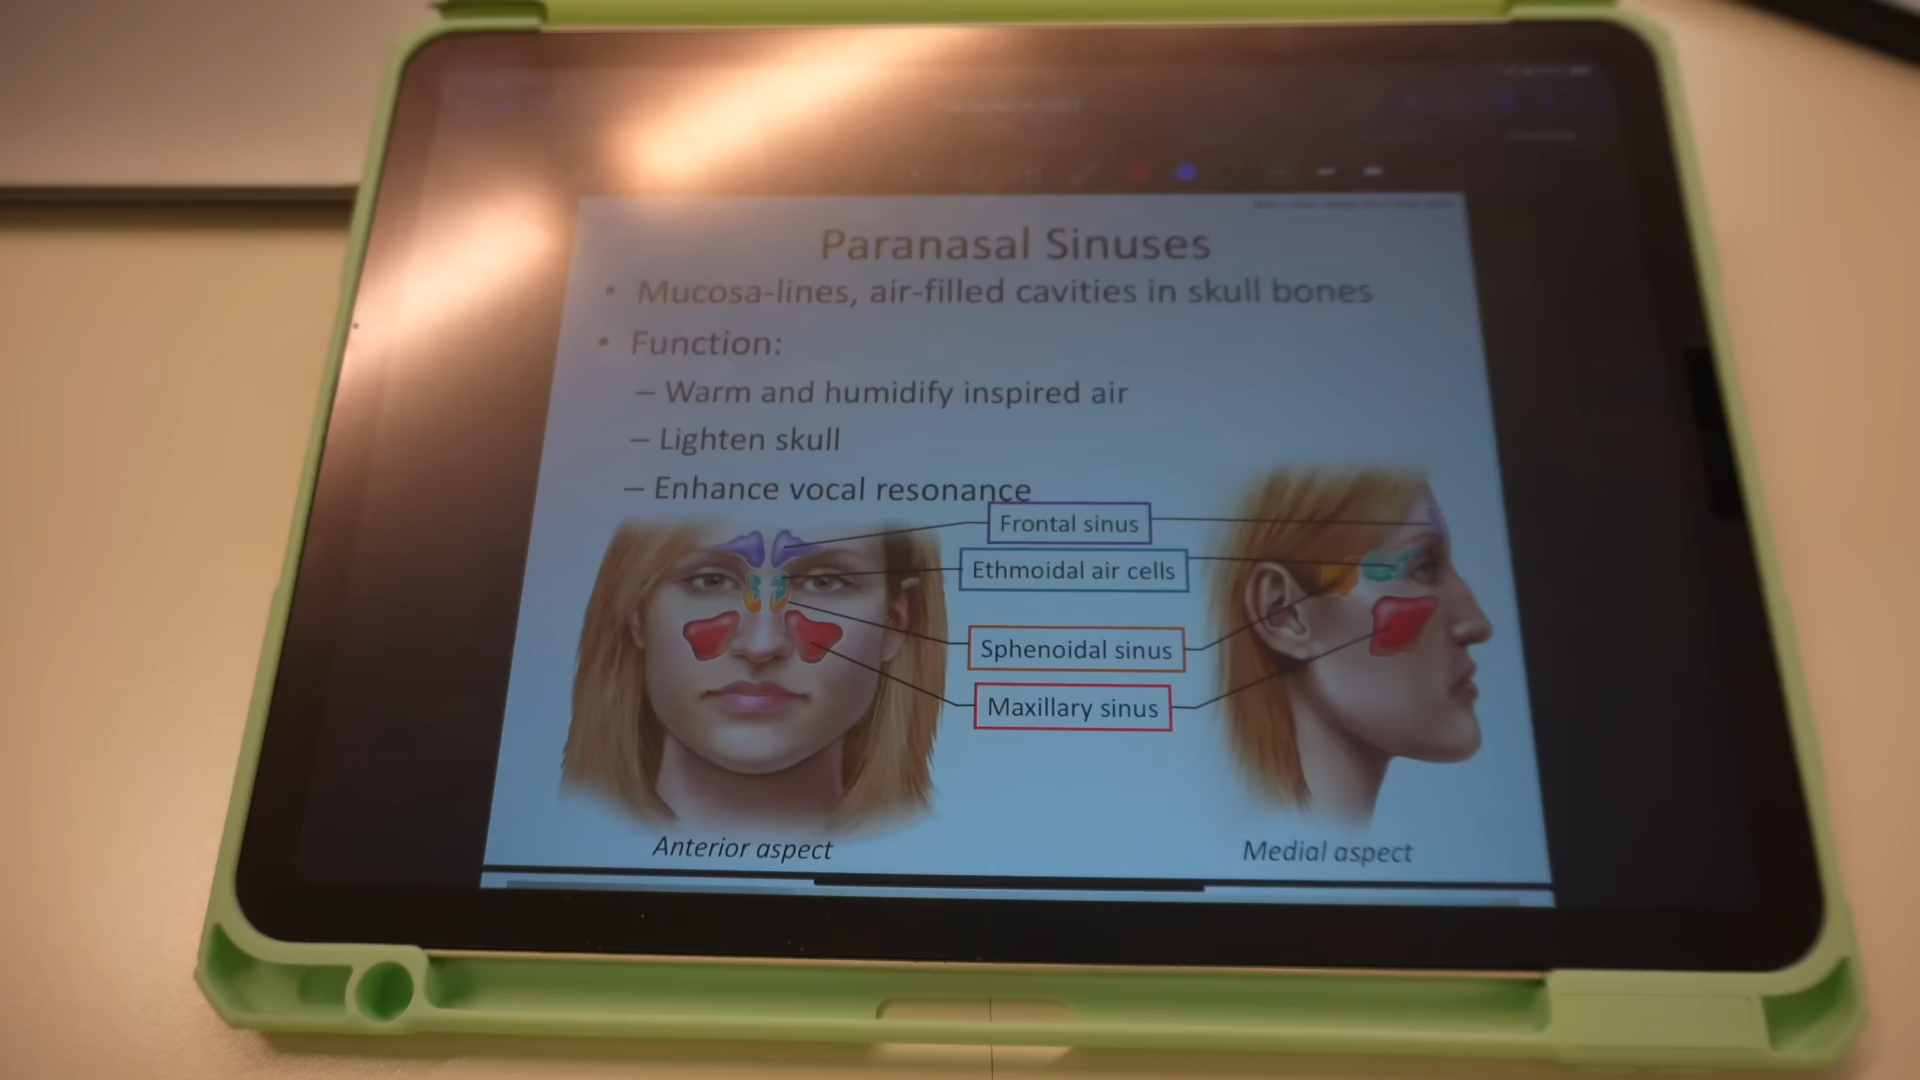 Paranasal Sinuses
• Mucosa-lines, air-filled cavities in skull bones
• Function:
– Warm and humidify inspired air
– Lighten skull
– Enhance vocal resonance
Frontal sinus
Ethmoidal air cells
Sphenoidal sinus
Maxillary sinus
Anterior aspect
Medial aspect